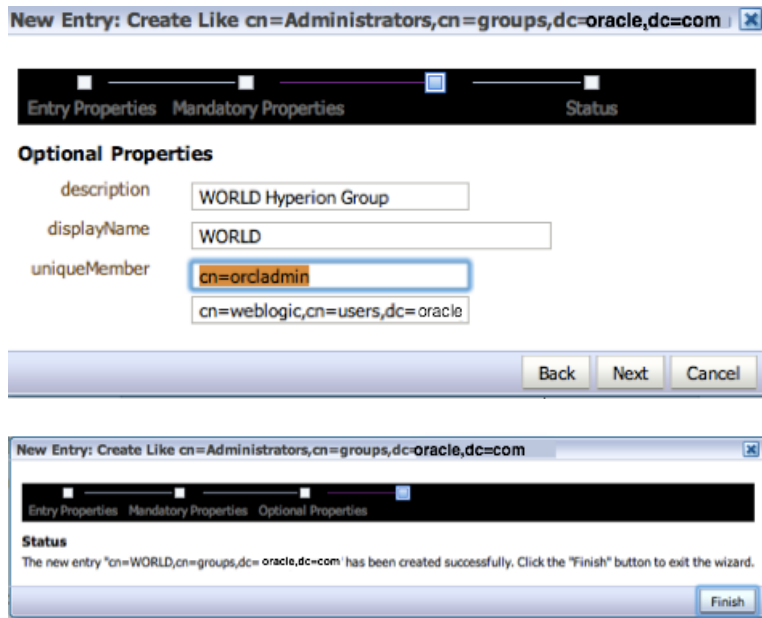 New Entry: Create Like cn=Administrators,cn=groups,dc=oracle,dc=com
Entry Properties Mandatory Properties Status
Optional Properties
description WORLD Hyperion Group
displayName WORLD
uniqueMember cn=orcladmin
cn=weblogic,cn=users,dc=oracle
Back Next Cancel
New Entry: Create Like cn=Administrators,cn=groups,dc=oracle,dc=com
Entry Properties Mandatory Properties Optional Properties
Status
The new entry "cn=WORLD,cn=groups,dc= oracle,dc=com' has been created successfully. Click the "Finish" button to exit the wizard.
Finish